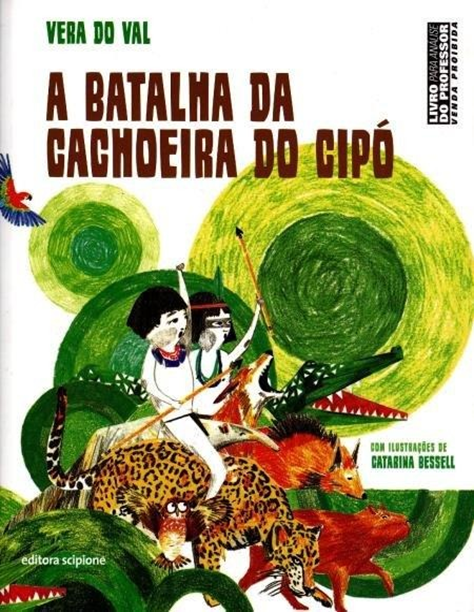 VERA DO VAL
LIVRO PARA ANÁLISE
DO PROFESSOR
VENDA PROIBIDA
A BATALHA DA
CACHOEIRA DO CIPÓ
COM ILUSTRAÇÕES DE
CATARINA BESSELL
editora scipione